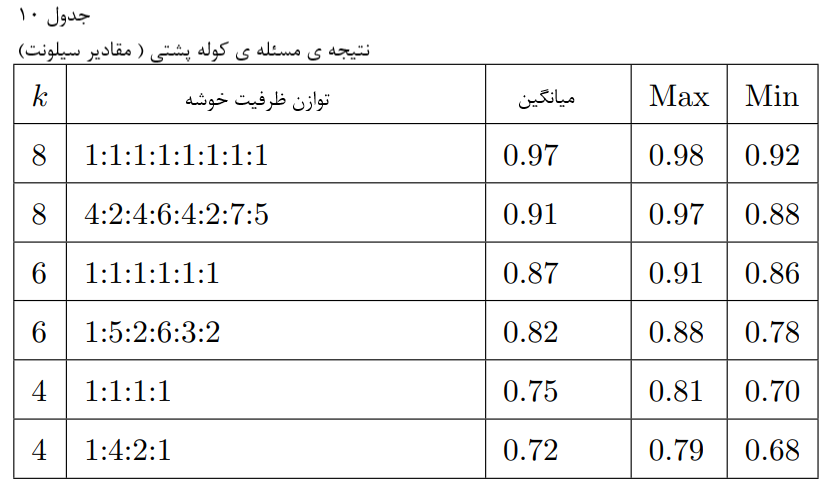 جدول ۱۰
نتیجه ی مسئله ی کوله پشتی ( مقادیر سیلونت)
k توازن ظرفیت خوشه میانگین Max Min
8 1:1:1:1:1:1:1:1 0.97 0.98 0.92
8 4:2:4:6:4:2:7:5 0.91 0.97 0.88
6 1:1:1:1:1:1 0.87 0.91 0.86
6 1:5:2:6:3:2 0.82 0.88 0.78
4 1:1:1:1 0.75 0.81 0.70
4 1:4:2:1 0.72 0.79 0.68